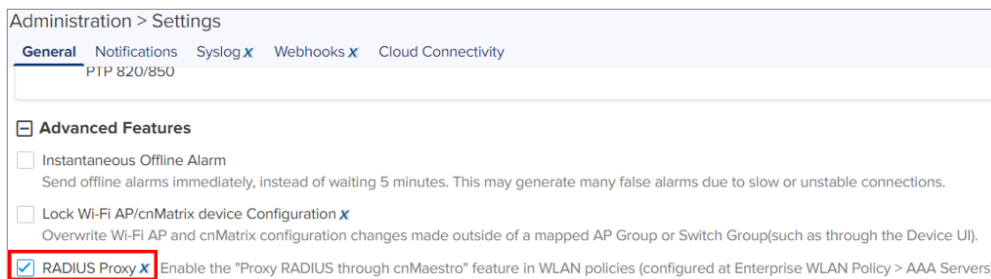 Administration > Settings
General Notifications Syslog X Webhooks X Cloud Connectivity
PTP 820/850
Advanced Features
Instantaneous Offline Alarm
Send offline alarms immediately, instead of waiting 5 minutes. This may generate many false alarms due to slow or unstable connections.
Lock Wi-Fi AP/cnMatrix device Configuration X
Overwrite Wi-Fi AP and cnMatrix configuration changes made outside of a mapped AP Group or Switch Group(such as through the Device UI).
RADIUS Proxy X Enable the "Proxy RADIUS through cnMaestro" feature in WLAN policies (configured at Enterprise WLAN Policy > AAA Servers